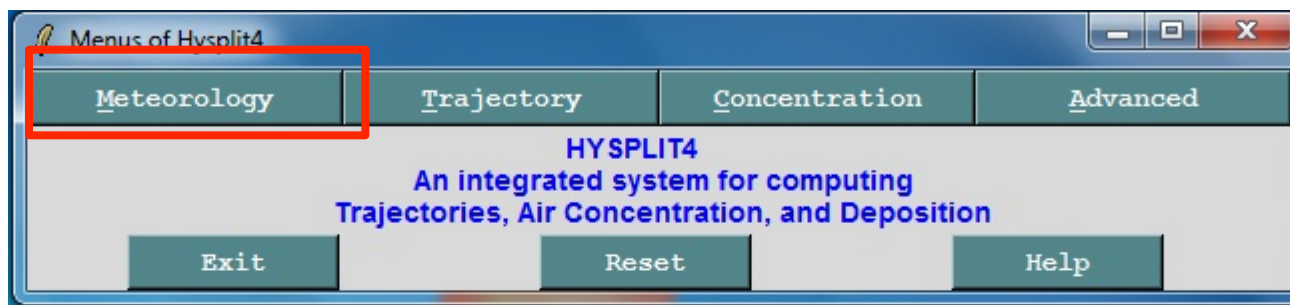 Menus of Hysplit4
Meteorology Trajectory Concentration Advanced
HYSPLIT4
An integrated system for computing
Trajectories, Air Concentration, and Deposition
Exit Reset Help